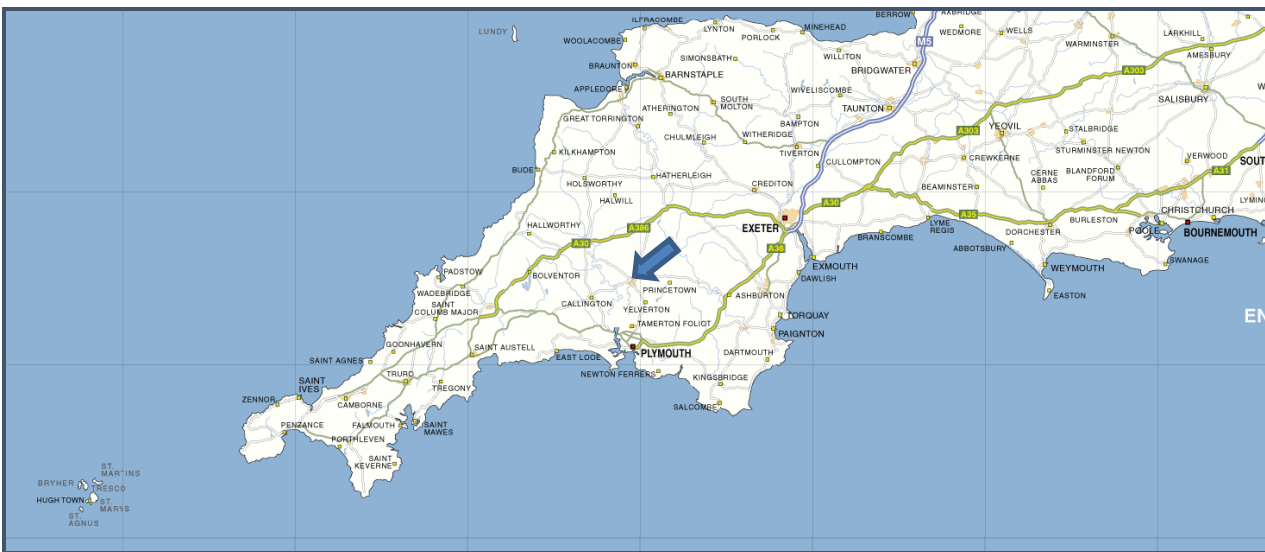 BERROW
AXBRIDGE
ILFRACOMBE
LYNTON
MINEHEAD
LUNDY
WOOLACOMBE
PORLOCK
M5
WEDMORE
WELLS
LARKHILL
WARMINSTER
AMESBURY
SIMONSBATH
WILLITON
BRAUNTON
BARNSTAPLE
BRIDGWATER
A303
APPLEDORE
WIVELISCOMBE
SALISBURY
W
ATHERINGTON
SOUTH
MOLTON
TAUNTON
GREAT TORRINGTON
BAMPTON
YEOVIL
STALBRIDGE
A303
CHULMLEIGH
WITHERIDGE
STURMINSTER NEWTON
KILKHAMPTON
TIVERTON
CULLOMPTON
CREWKERNE
VERWOOD
SOUT
BUDE
HATHERLEIGH
CERNE
ABBAS
BLANDFORD
FORUM
A31
HOLSWORTHY
CREDITON
BEAMINSTER
HALWILL
A30
LYMIN
CHRISTCHURCH
A35
BURLESTON
HALLWORTHY
A386
EXETER
LYME
REGIS
DORCHESTER
POOLE
BOURNEMOUTH
A30
A38
BRANSCOMBE
ABBOTSBURY
SWANAGE
PADSTOW
BOLVENTOR
EXMOUTH
WEYMOUTH
DAWLISH
WADEBRIDGE
PRINCETOWN
ASHBURTON
EASTON
SAINT
COLUMB MAJOR
CALLINGTON
YELVERTON
TORQUAY
EN
TAMERTON FOLIOT
PAIGNTON
GOONHAVERN
SAINT AUSTELL
EAST LOOE
PLYMOUTH
DARTMOUTH
SAINT AGNES
TRURO
NEWTON FERRERS
KINGSBRIDGE
SAINT
IVES
TREGONY
ZENNOR
CAMBORNE
SALCOMBE
PENZANCE
FALMOUTH
SAINT
MAWES
PORTHLEVEN
SAINT
KEVERNE
ST.
MARTINS
BRYHER
TRESCO
HUGH TOWN
ST.
MARYS
ST.
AGNUS